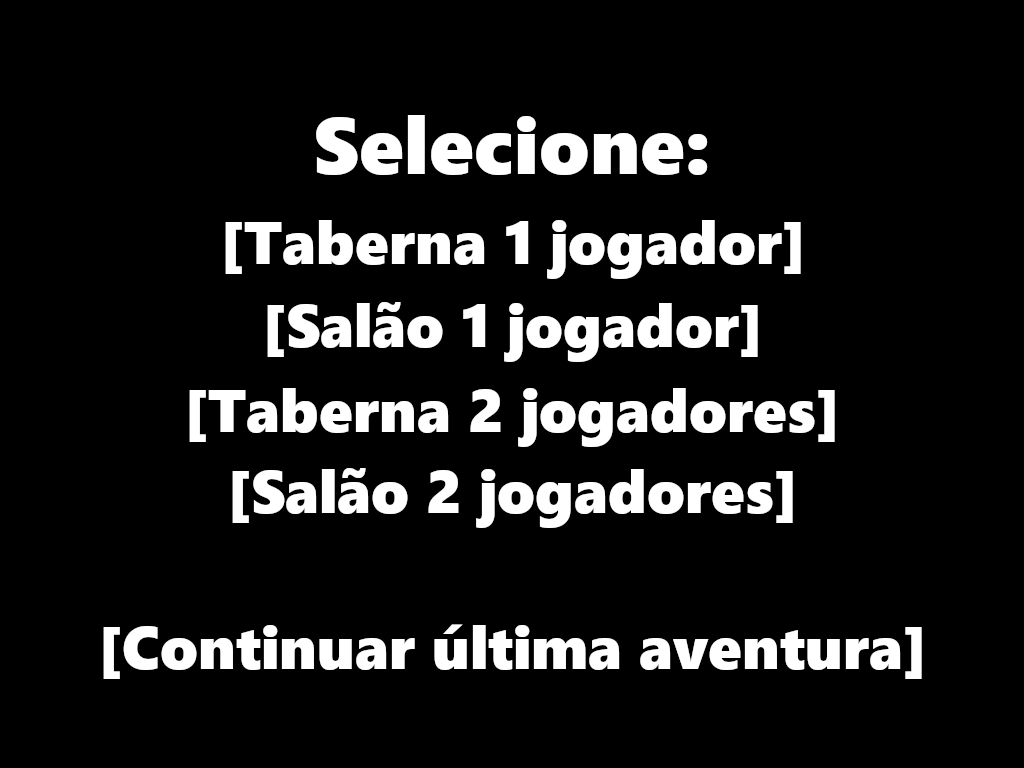 Selecione:
[Taberna 1 jogador]
[Salão 1 jogador]
[Taberna 2 jogadores]
[Salão 2 jogadores]
[Continuar última aventura]